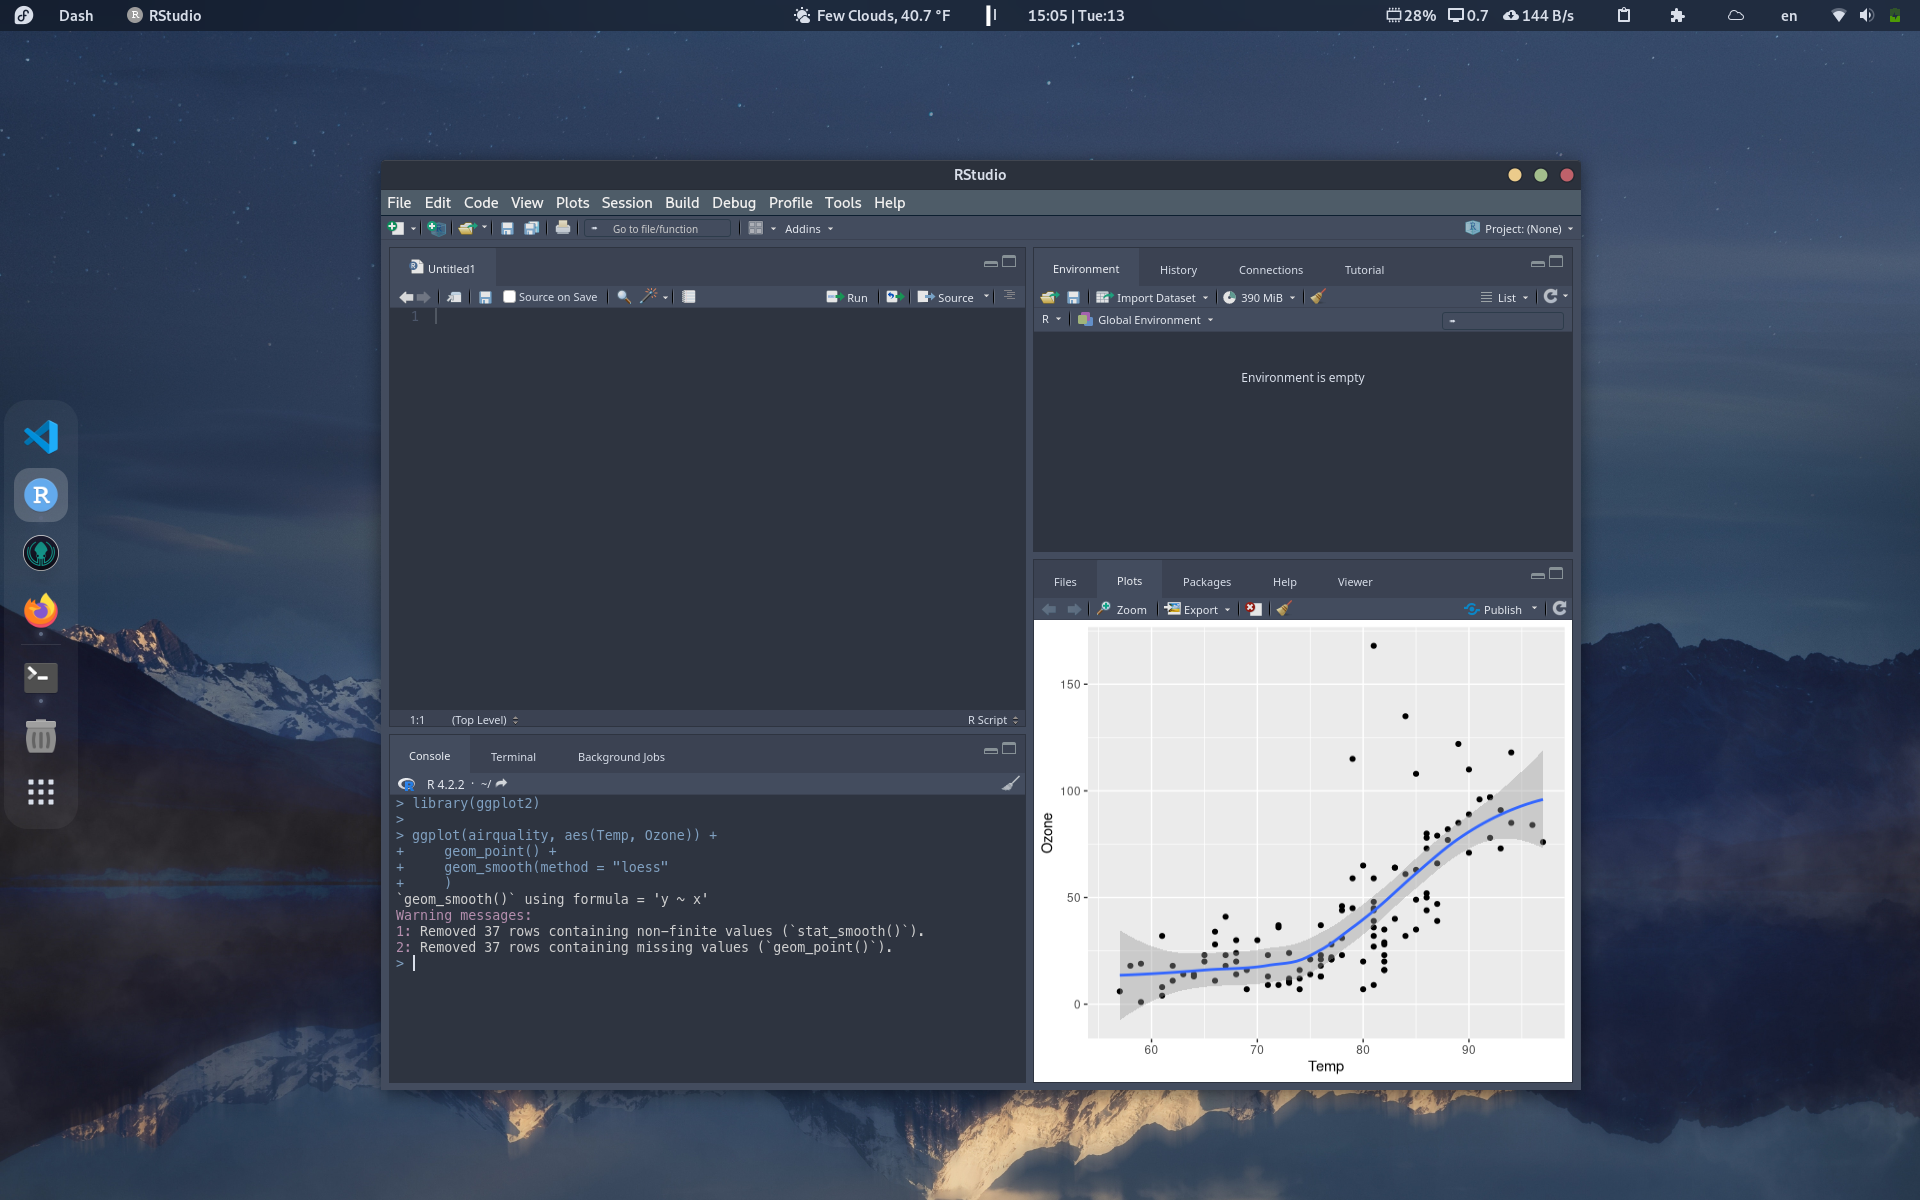 Dash RStudio Few Clouds, 40.7 °F 15:05 | Tue:13 28% 0.7 144 B/s en
RStudio
File Edit Code View Plots Session Build Debug Profile Tools Help
Go to file/function Addins Project: (None)
Untitled1
Source on Save Run Source
1
1:1 (Top Level) R Script
Environment History Connections Tutorial
Import Dataset 390 MiB List
R Global Environment
Environment is empty
Console Terminal Background Jobs
R 4.2.2 · ~/
> library(ggplot2)
>
> ggplot(airquality, aes(Temp, Ozone)) +
+     geom_point() +
+     geom_smooth(method = "loess"
+     )
`geom_smooth()` using formula = 'y ~ x'
Warning messages:
1: Removed 37 rows containing non-finite values (`stat_smooth()`).
2: Removed 37 rows containing missing values (`geom_point()`).
>
Files Plots Packages Help Viewer
Zoom Export Publish
150
100
50
0
Ozone
60 70 80 90
Temp